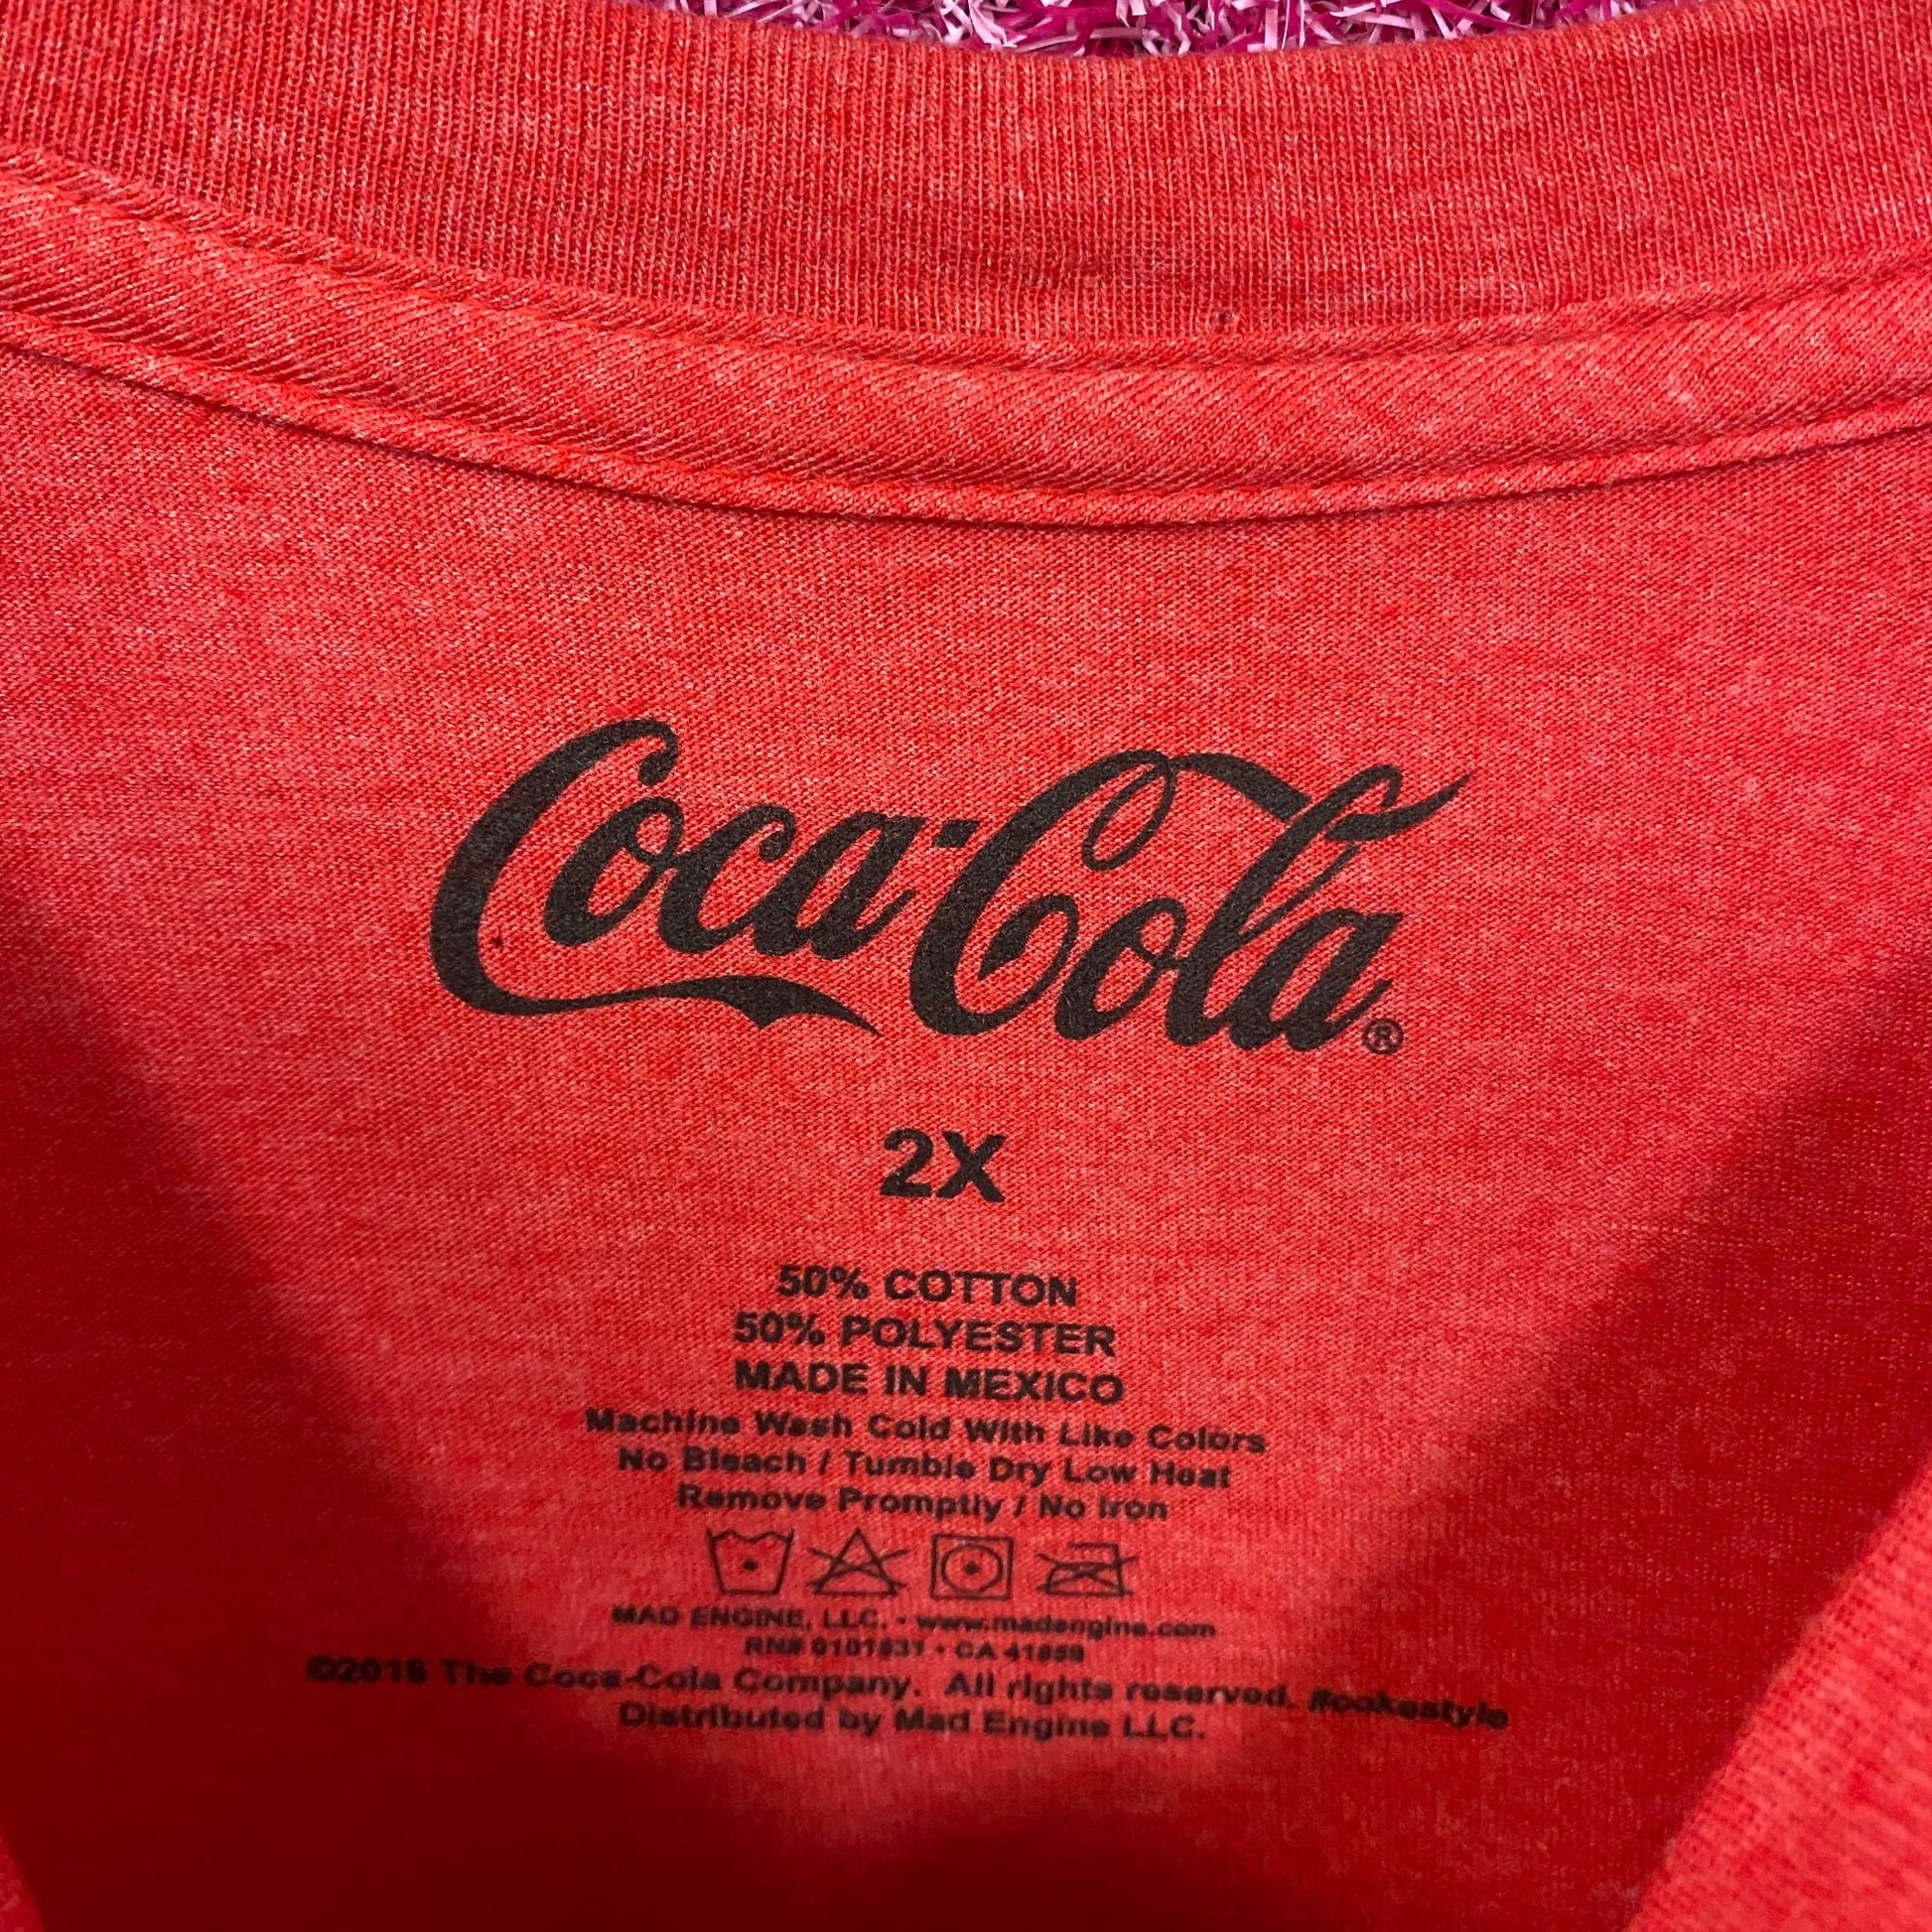 Coca-Cola®
2X
50% COTTON
50% POLYESTER
MADE IN MEXICO
Machine Wash Cold With Like Colors
No Bleach / Tumble Dry Low Heat
Remove Promptly / No Iron
MAD ENGINE, LLC. • www.madengine.com
RN# • CA
The Coca-Cola Company. All rights reserved. #cokestyle
Distributed by Mad Engine LLC.